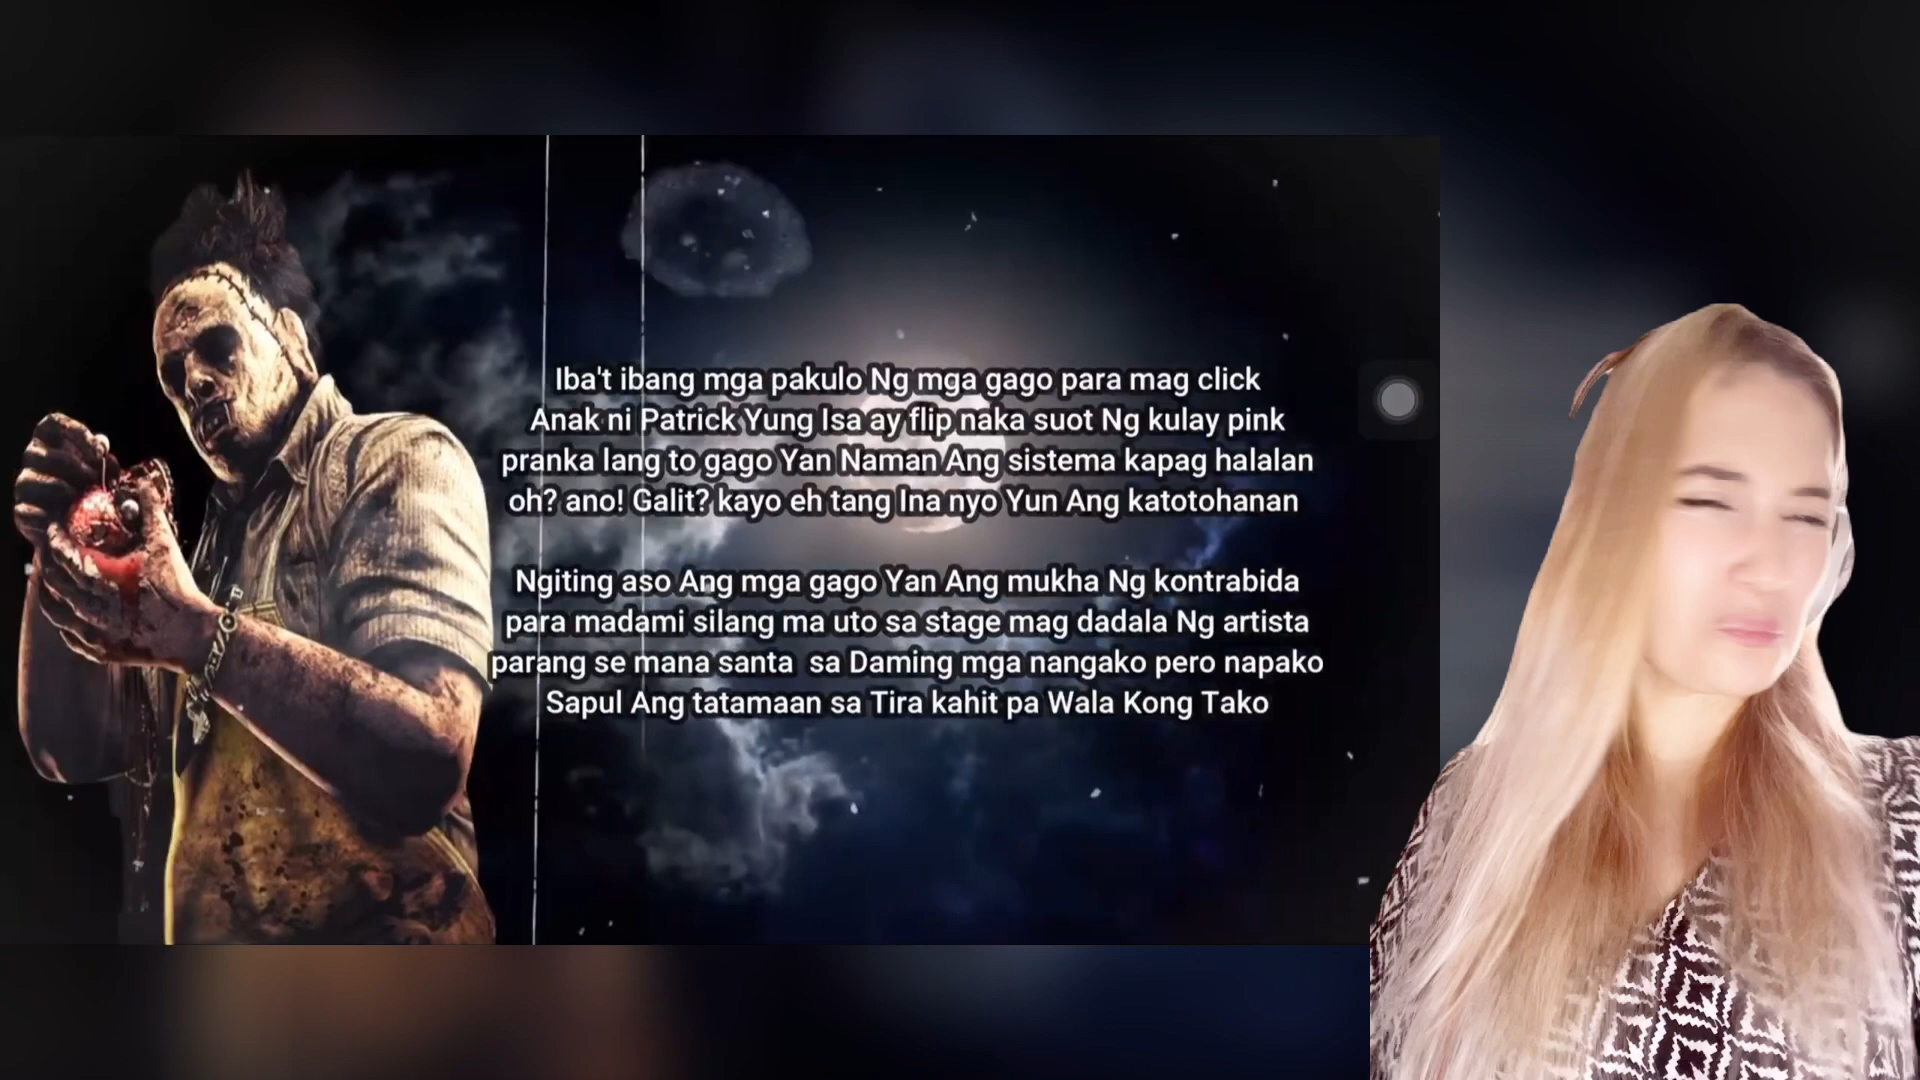 Iba't ibang mga pakulo Ng mga gago para mag click
Anak ni Patrick Yung Isa ay flip naka suot Ng kulay pink
pranka lang to gago Yan Naman Ang sistema kapag halalan
oh? ano! Galit? kayo eh tang Ina nyo Yun Ang katotohanan
Ngiting aso Ang mga gago Yan Ang mukha Ng kontrabida
para madami silang ma uto sa stage mag dadala Ng artista
parang se mana santa sa Daming mga nangako pero napako
Sapul Ang tatamaan sa Tira kahit pa Wala Kong Tako